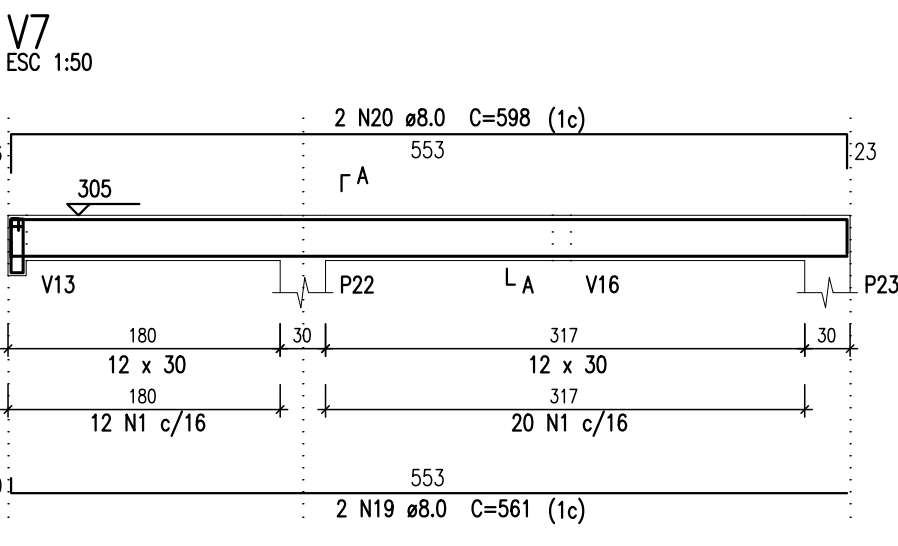 V7
ESC 1:50
2 N20 ø8.0 C=598 (1c)
553
23
A
305
V13
P22
A
V16
P23
180
30
317
30
12 x 30
12 x 30
180
317
12 N1 c/16
20 N1 c/16
553
2 N19 ø8.0 C=561 (1c)